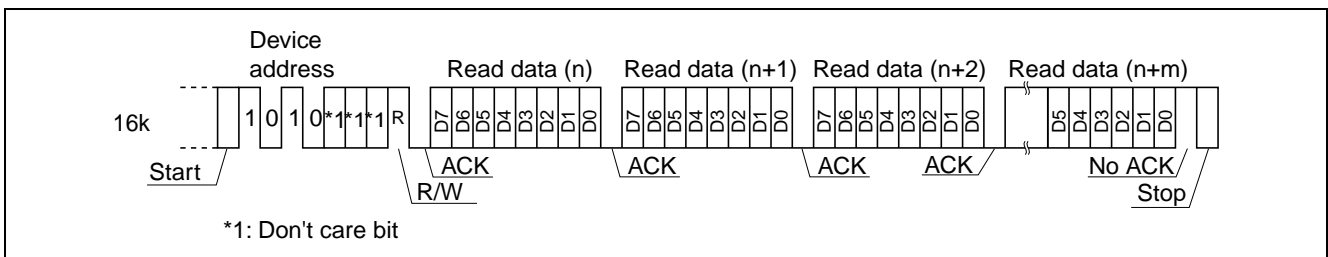 Device
address
Read data (n) Read data (n+1) Read data (n+2) Read data (n+m)
16k
1 0 1 0 *1 *1 *1 R D7 D6 D5 D4 D3 D2 D1 D0 D7 D6 D5 D4 D3 D2 D1 D0 D7 D6 D5 D4 D3 D2 D1 D0 D5 D4 D3 D2 D1 D0
Start ACK ACK ACK ACK No ACK
R/W Stop
*1: Don't care bit